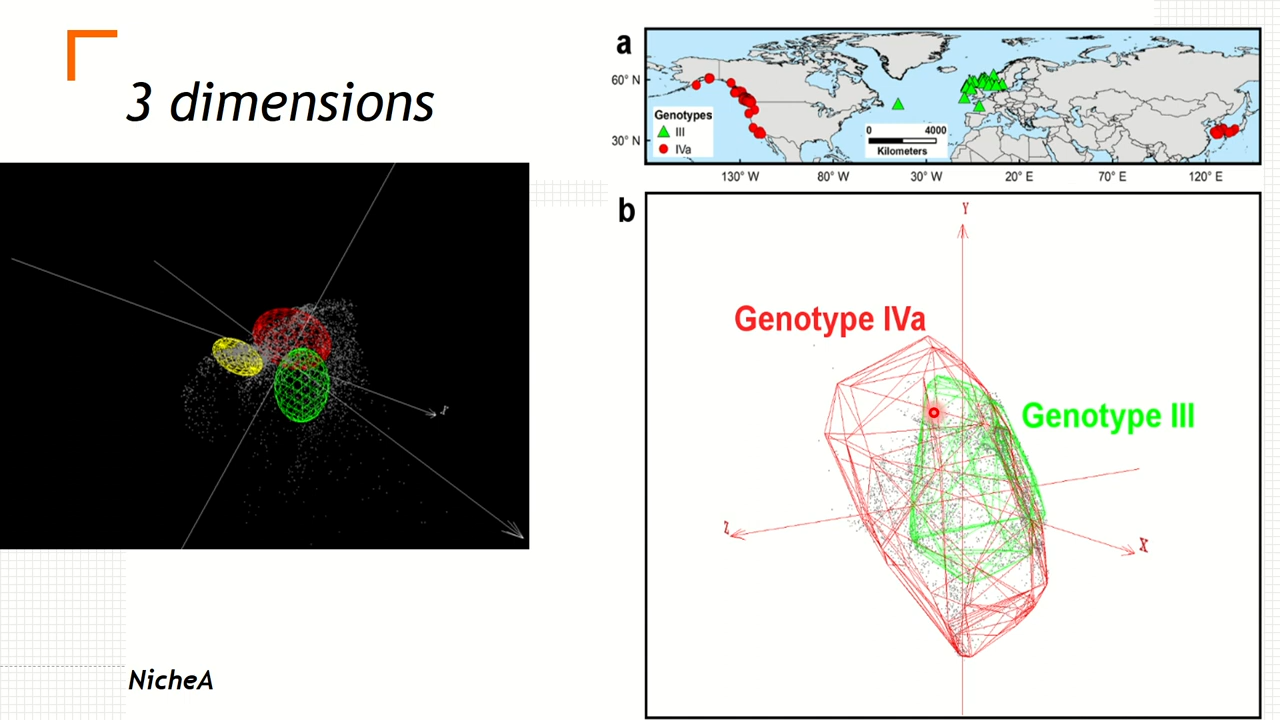 3 dimensions
a
60° N
30° N
Genotypes
III
IVa
0 4000
Kilometers
130° W 80° W 30° W 20° E 70° E 120° E
b
Y
Genotype IVa
Genotype III
Z
X
NicheA